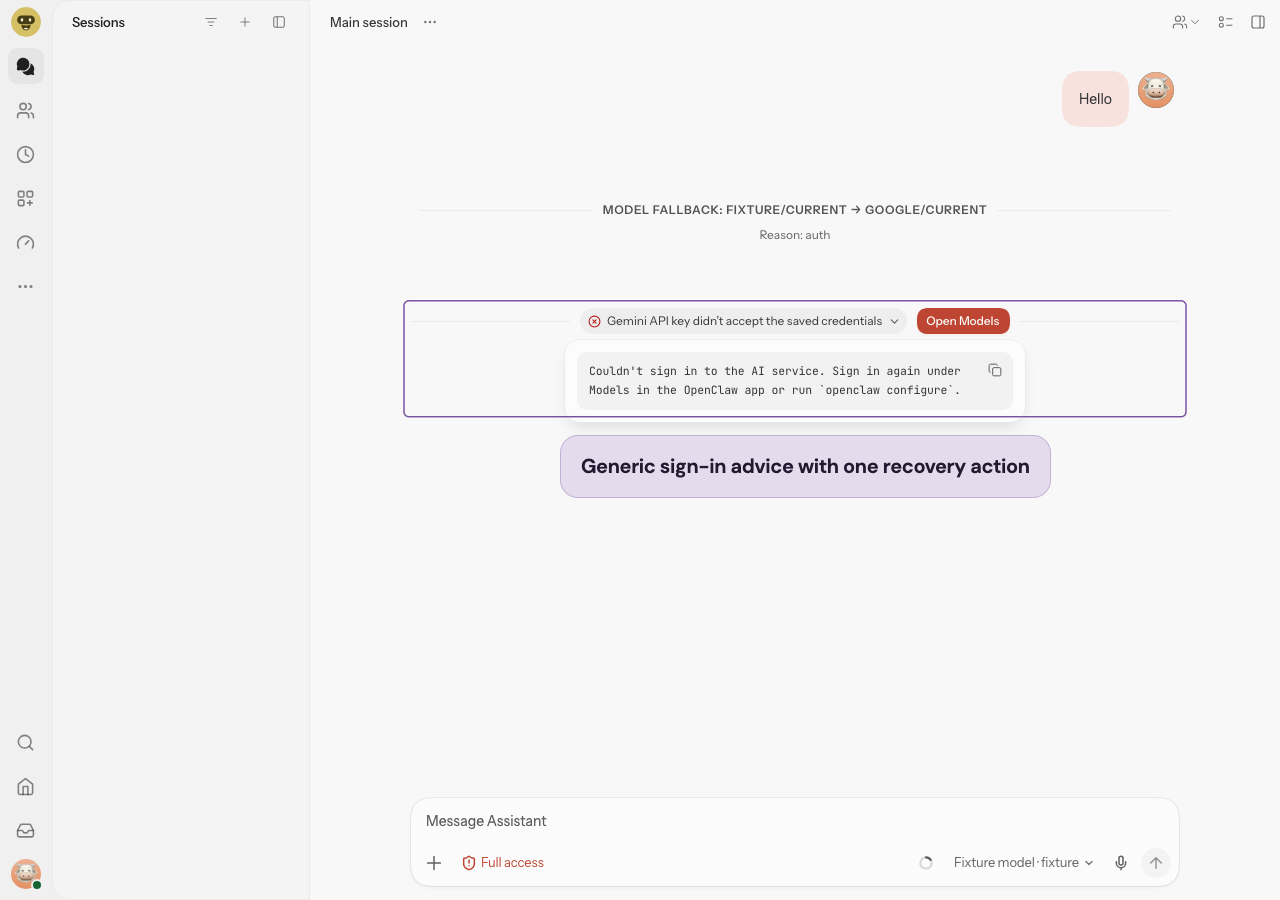 Sessions
Main session
Hello
MODEL FALLBACK: FIXTURE/CURRENT → GOOGLE/CURRENT
Reason: auth
Gemini API key didn't accept the saved credentials
Open Models
Couldn't sign in to the AI service. Sign in again under
Models in the OpenClaw app or run `openclaw configure`.
Generic sign-in advice with one recovery action
Message Assistant
Full access
Fixture model · fixture